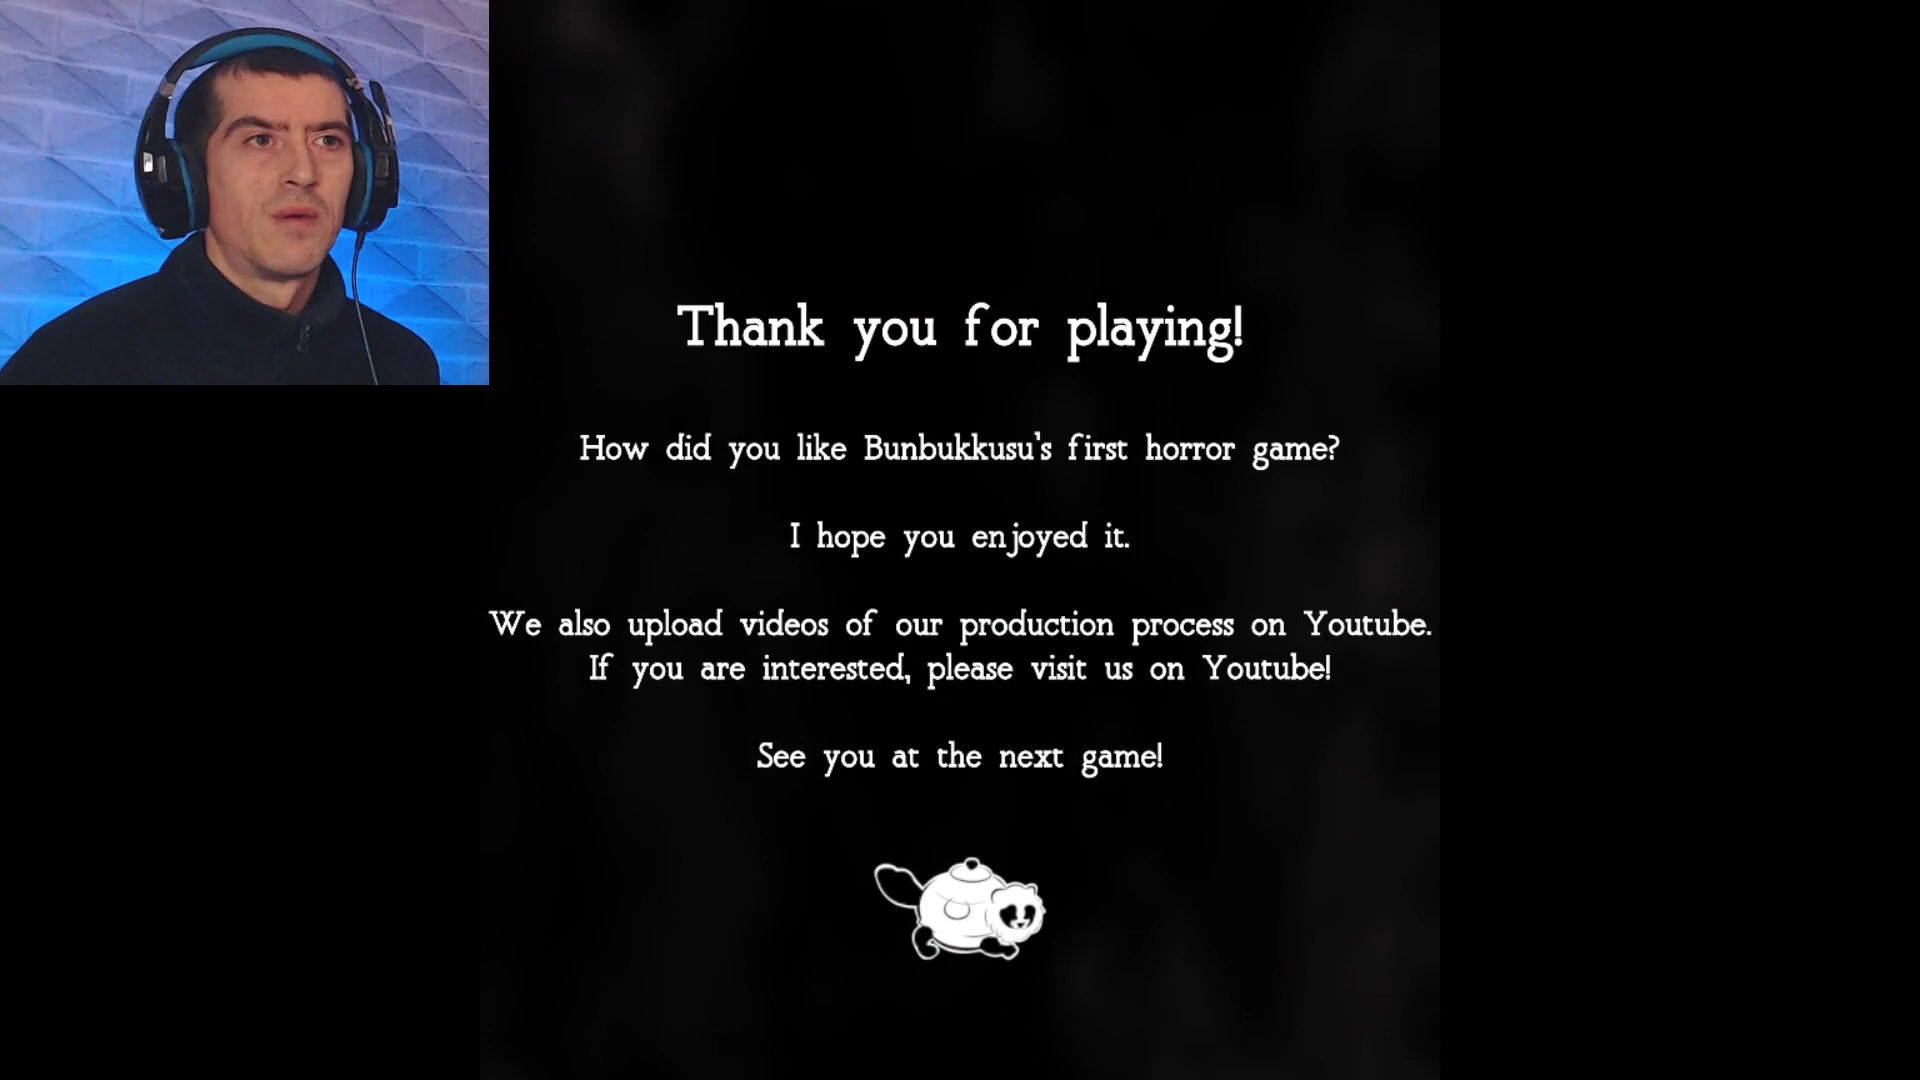 Thank you for playing!
How did you like Bunbukkusu's first horror game?
I hope you enjoyed it.
We also upload videos of our production process on Youtube.
If you are interested, please visit us on Youtube!
See you at the next game!